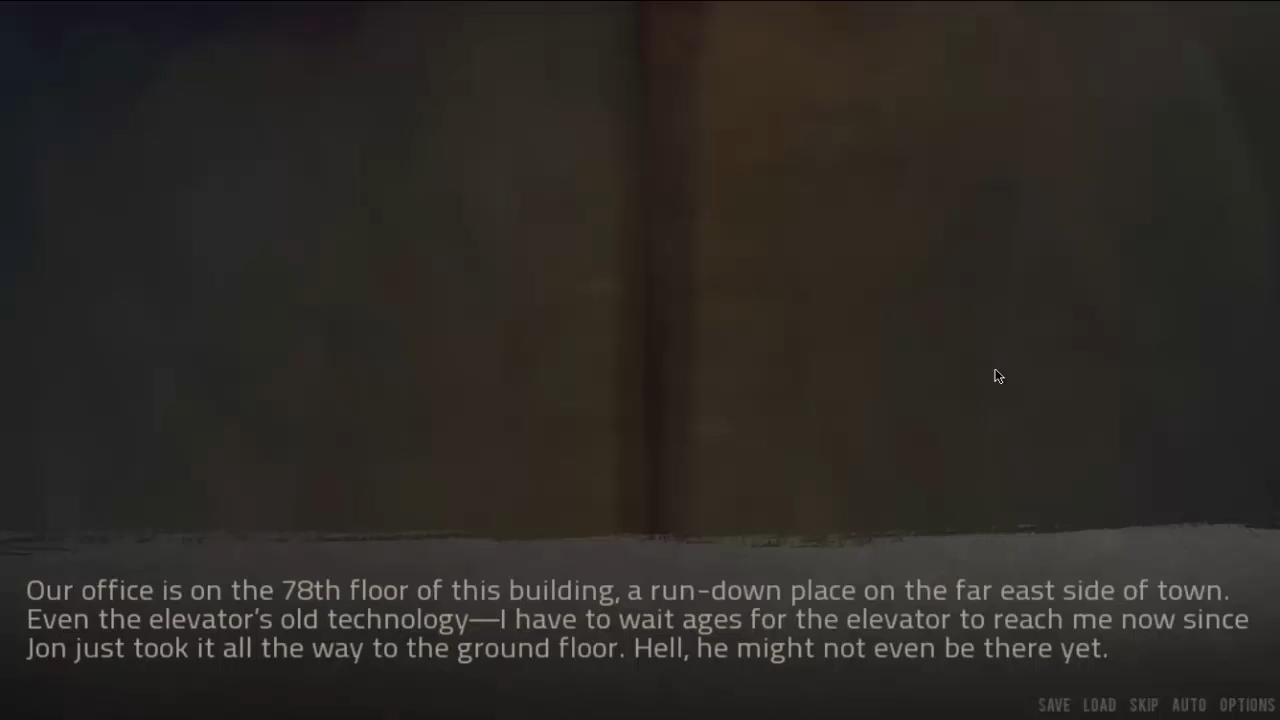 Our office is on the 78th floor of this building, a run-down place on the far east side of town.
Even the elevator's old technology—I have to wait ages for the elevator to reach me now since
Jon just took it all the way to the ground floor. Hell, he might not even be there yet.
SAVE LOAD SKIP AUTO OPTIONS